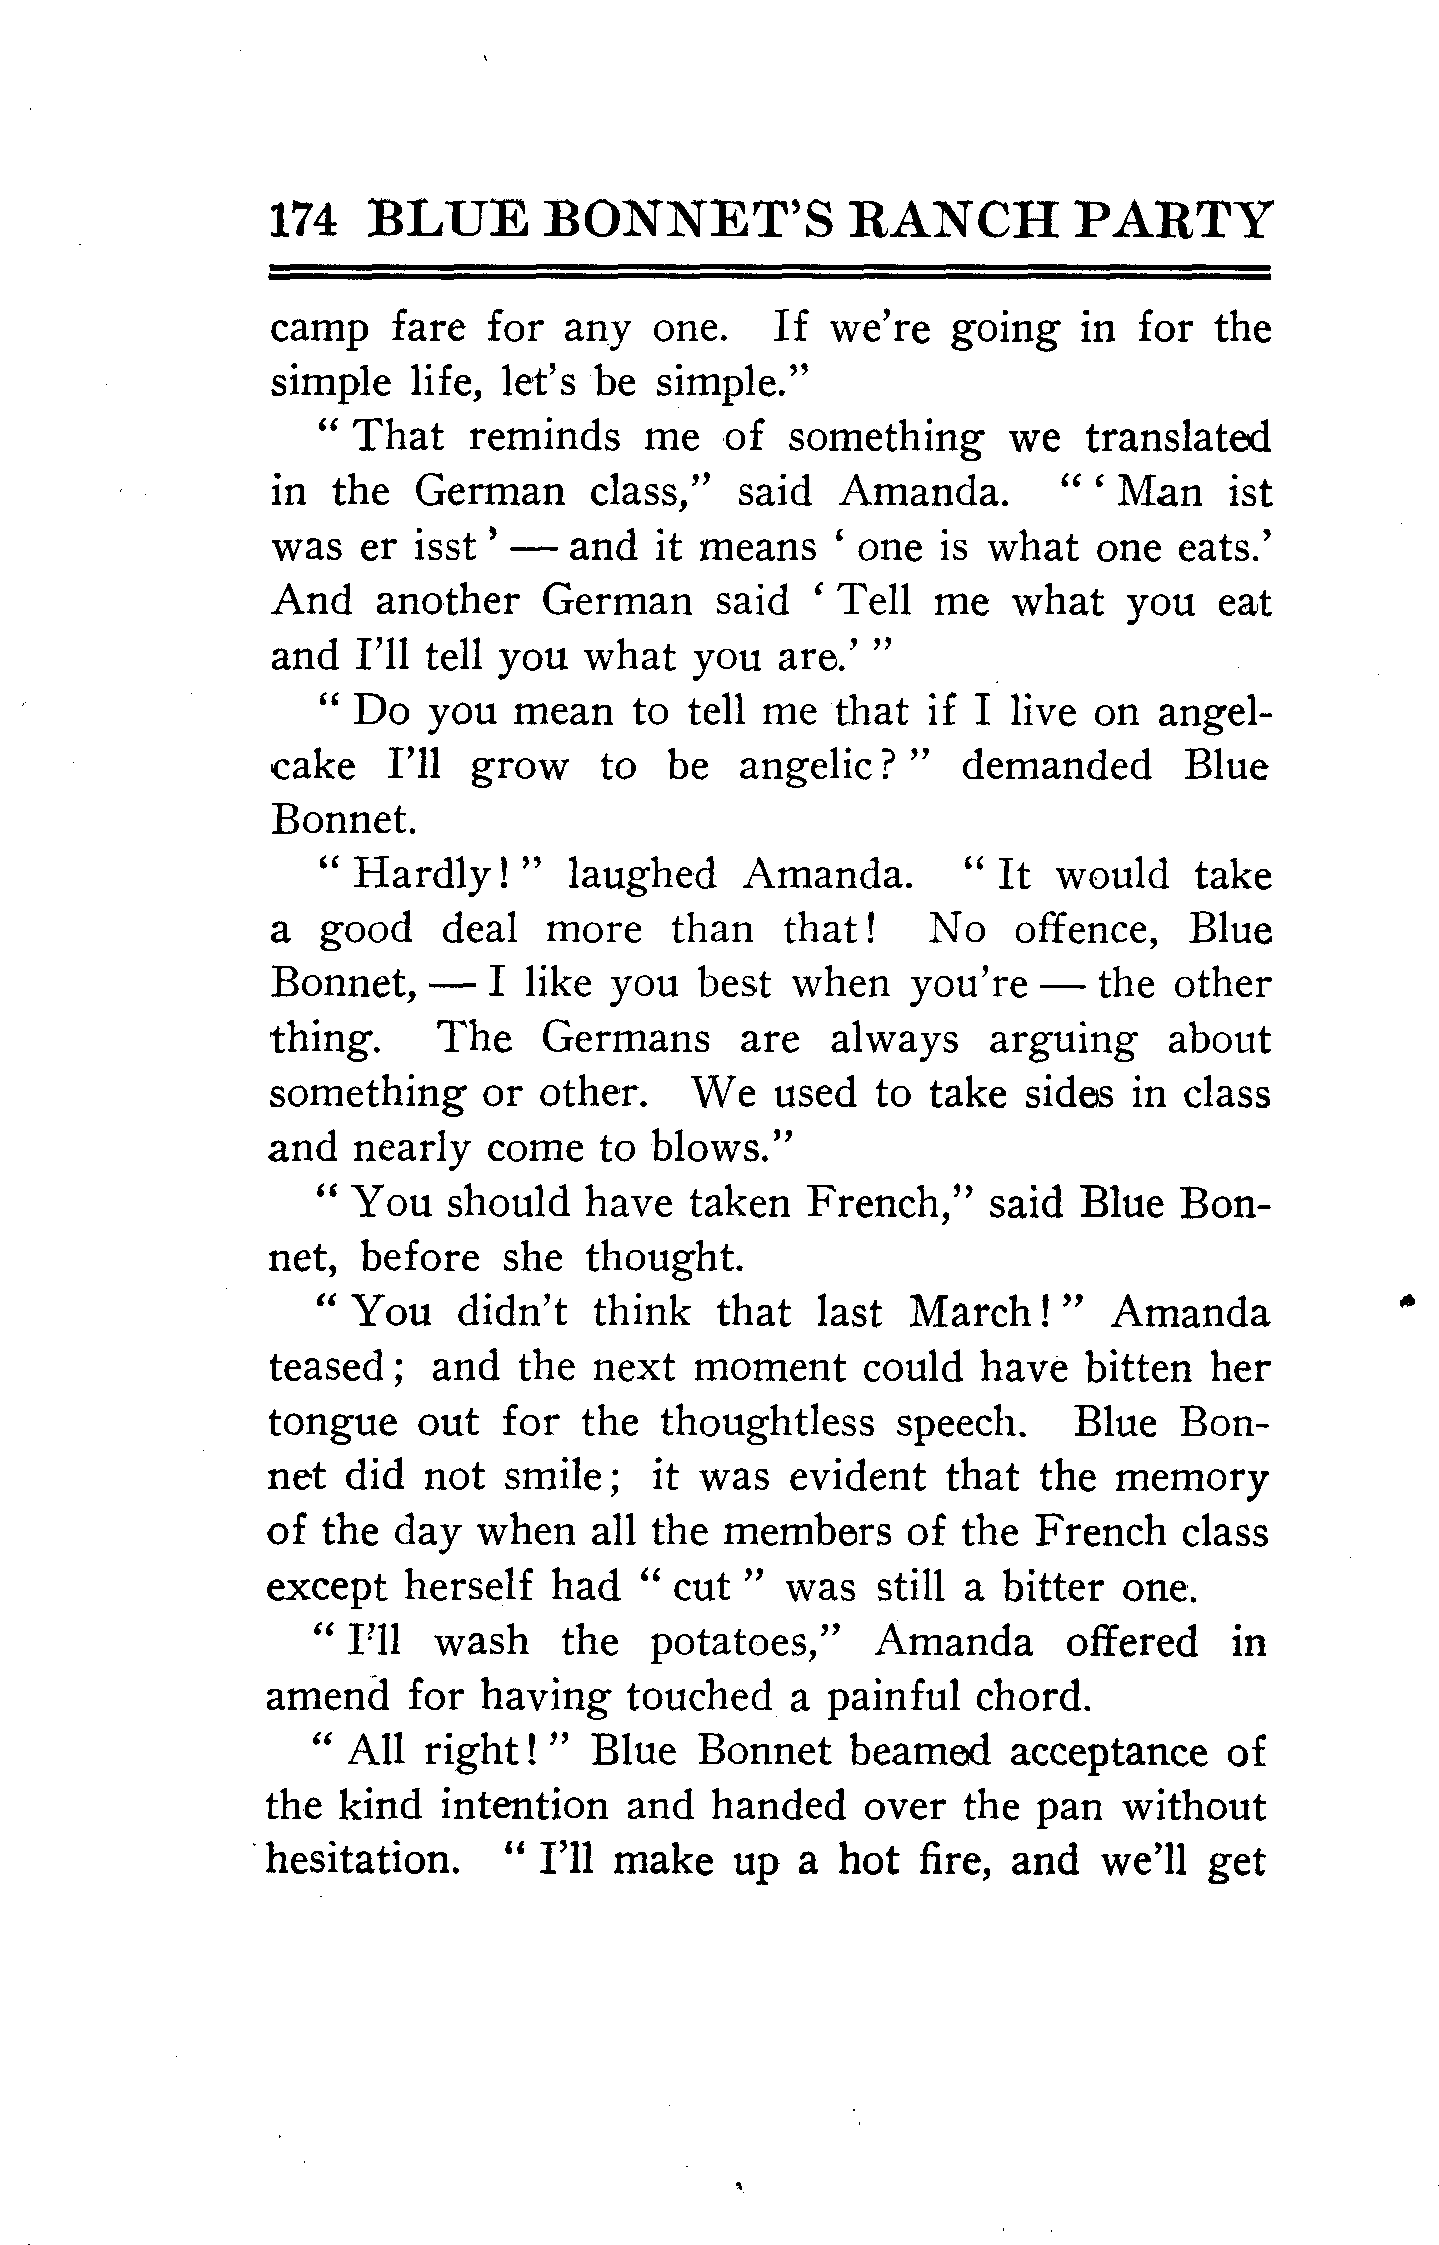 174 BLUE BONNET'S RANCH PARTY
camp fare for any one. If we're going in for the
simple life, let's be simple."
" That reminds me of something we translated
in the German class," said Amanda. " ' Man ist
was er isst ' — and it means ' one is what one eats.'
And another German said ' Tell me what you eat
and I'll tell you what you are.' "
" Do you mean to tell me that if I live on angel-
cake I'll grow to be angelic? " demanded Blue
Bonnet.
" Hardly! " laughed Amanda. " It would take
a good deal more than that! No offence, Blue
Bonnet, — I like you best when you're — the other
thing. The Germans are always arguing about
something or other. We used to take sides in class
and nearly come to blows."
" You should have taken French," said Blue Bon-
net, before she thought.
" You didn't think that last March! " Amanda
teased; and the next moment could have bitten her
tongue out for the thoughtless speech. Blue Bon-
net did not smile; it was evident that the memory
of the day when all the members of the French class
except herself had " cut " was still a bitter one.
" I'll wash the potatoes," Amanda offered in
amend for having touched a painful chord.
" All right! " Blue Bonnet beamed acceptance of
the kind intention and handed over the pan without
hesitation. " I'll make up a hot fire, and we'll get